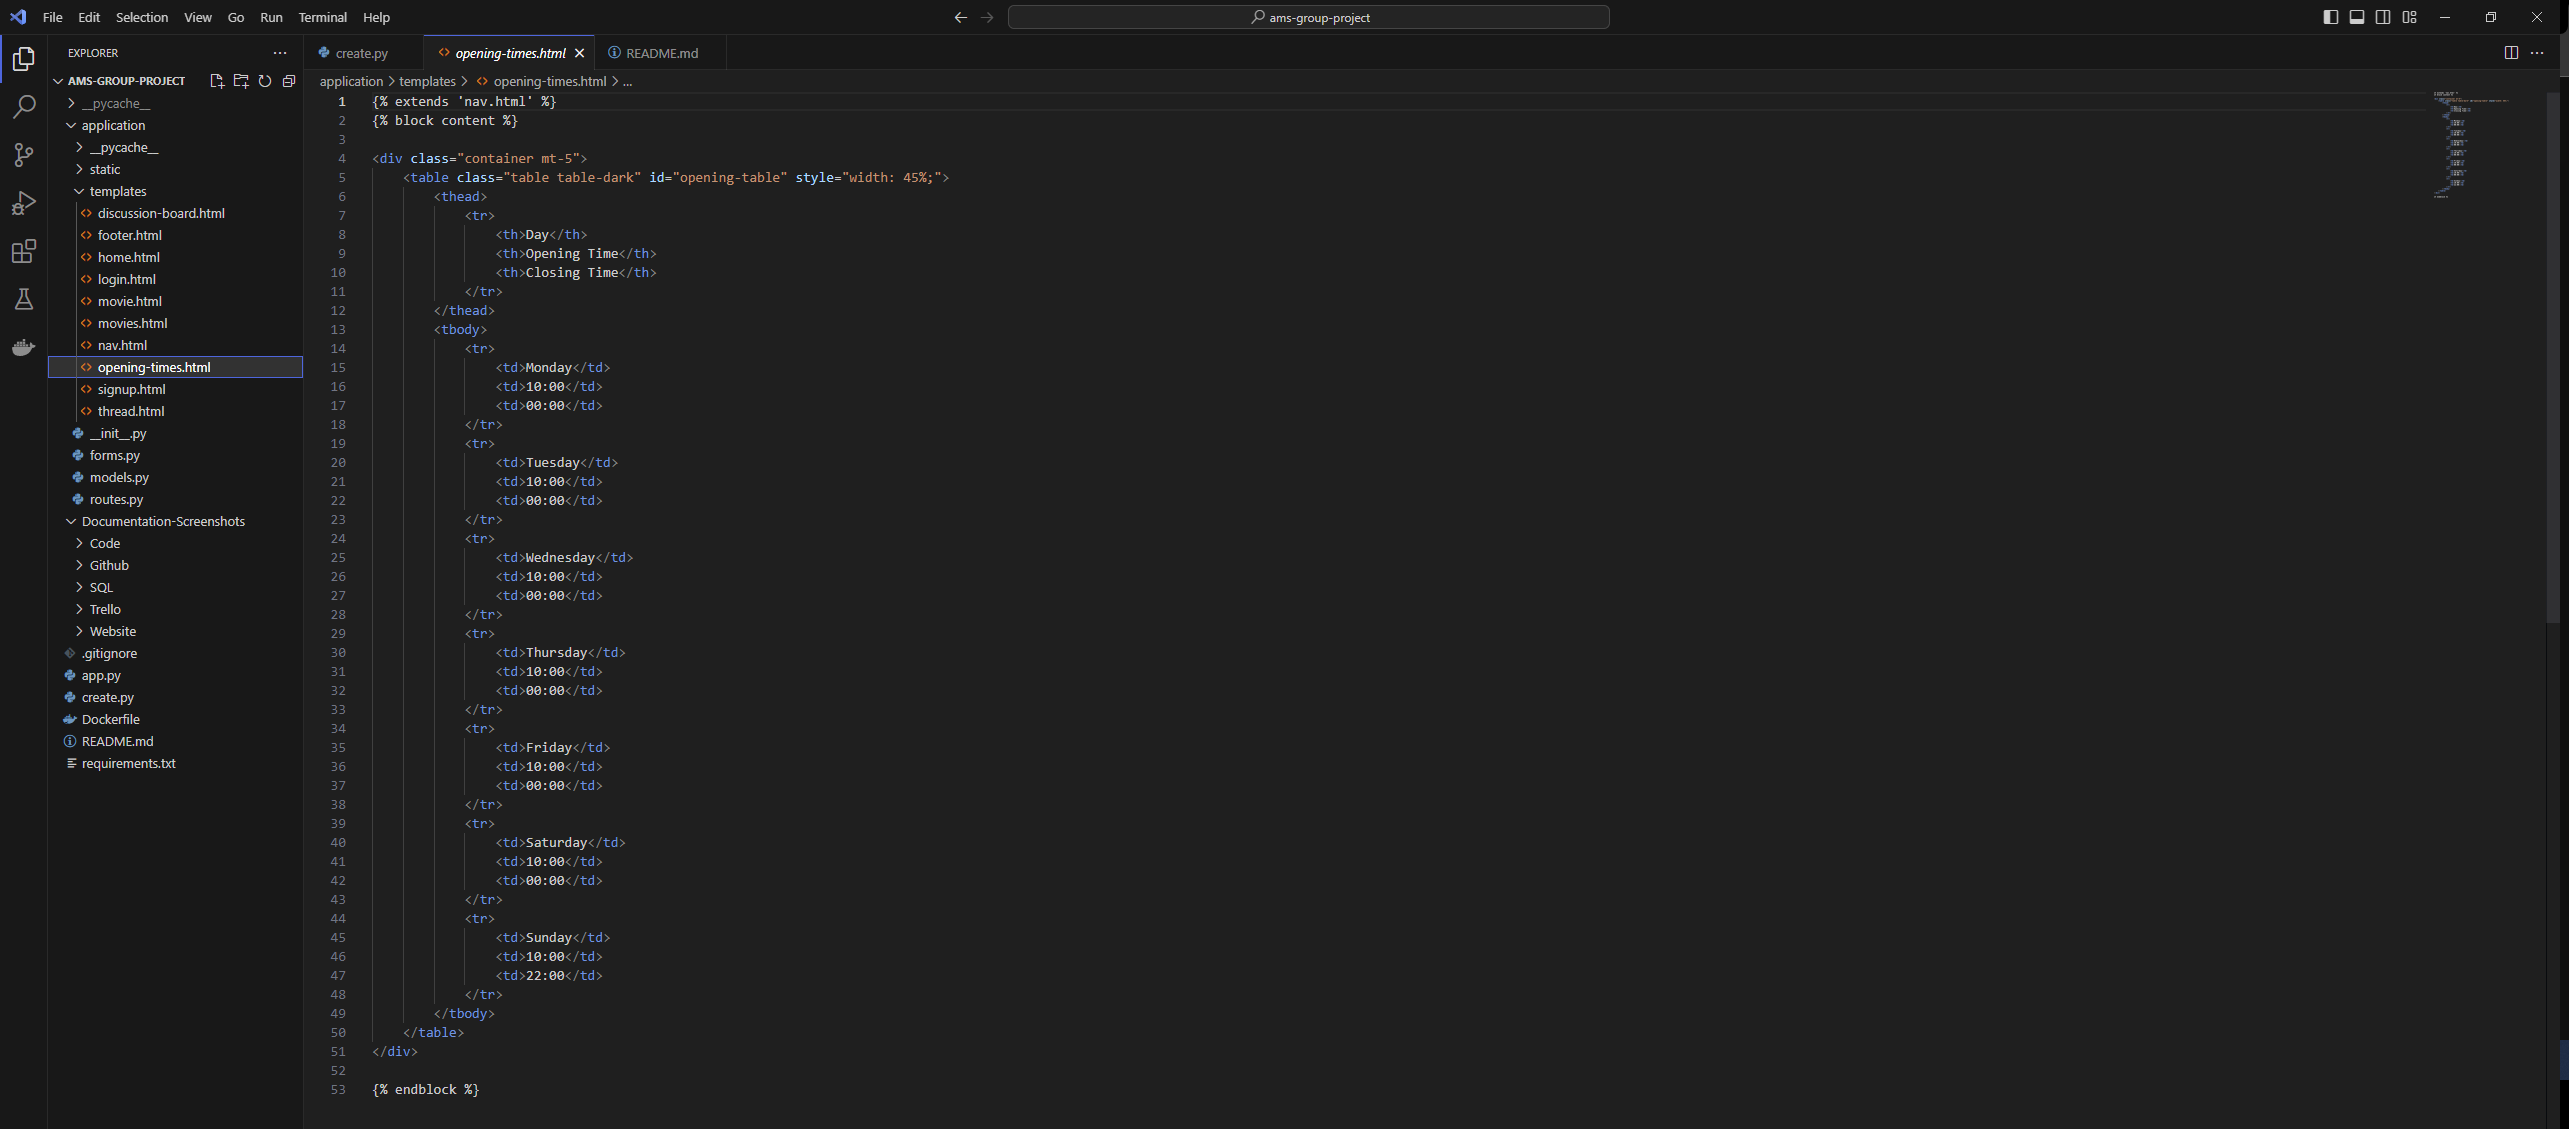 File Edit Selection View Go Run Terminal Help
ams-group-project
EXPLORER
AMS-GROUP-PROJECT
__pycache__
application
__pycache__
static
templates
discussion-board.html
footer.html
home.html
login.html
movie.html
movies.html
nav.html
opening-times.html
signup.html
thread.html
__init__.py
forms.py
models.py
routes.py
Documentation-Screenshots
Code
Github
SQL
Trello
Website
.gitignore
app.py
create.py
Dockerfile
README.md
requirements.txt
create.py opening-times.html README.md
application > templates > opening-times.html > ...
1 {% extends 'nav.html' %}
2 {% block content %}
3
4 <div class="container mt-5">
5 <table class="table table-dark" id="opening-table" style="width: 45%;">
6 <thead>
7 <tr>
8 <th>Day</th>
9 <th>Opening Time</th>
10 <th>Closing Time</th>
11 </tr>
12 </thead>
13 <tbody>
14 <tr>
15 <td>Monday</td>
16 <td>10:00</td>
17 <td>00:00</td>
18 </tr>
19 <tr>
20 <td>Tuesday</td>
21 <td>10:00</td>
22 <td>00:00</td>
23 </tr>
24 <tr>
25 <td>Wednesday</td>
26 <td>10:00</td>
27 <td>00:00</td>
28 </tr>
29 <tr>
30 <td>Thursday</td>
31 <td>10:00</td>
32 <td>00:00</td>
33 </tr>
34 <tr>
35 <td>Friday</td>
36 <td>10:00</td>
37 <td>00:00</td>
38 </tr>
39 <tr>
40 <td>Saturday</td>
41 <td>10:00</td>
42 <td>00:00</td>
43 </tr>
44 <tr>
45 <td>Sunday</td>
46 <td>10:00</td>
47 <td>22:00</td>
48 </tr>
49 </tbody>
50 </table>
51 </div>
52
53 {% endblock %}